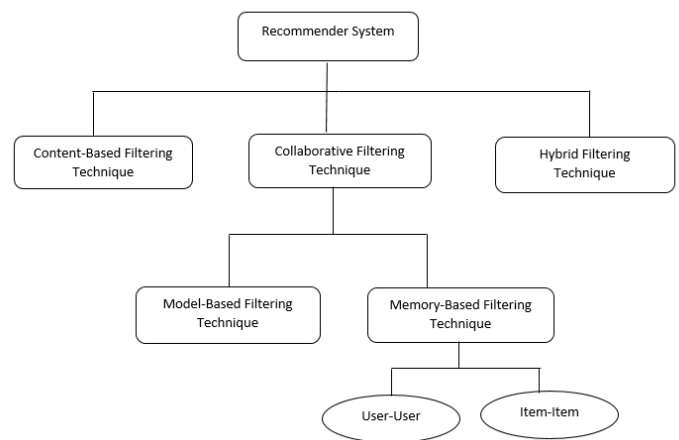 Recommender System
Content-Based Filtering
Technique
Collaborative Filtering
Technique
Hybrid Filtering
Technique
Model-Based Filtering
Technique
Memory-Based Filtering
Technique
User-User
Item-Item